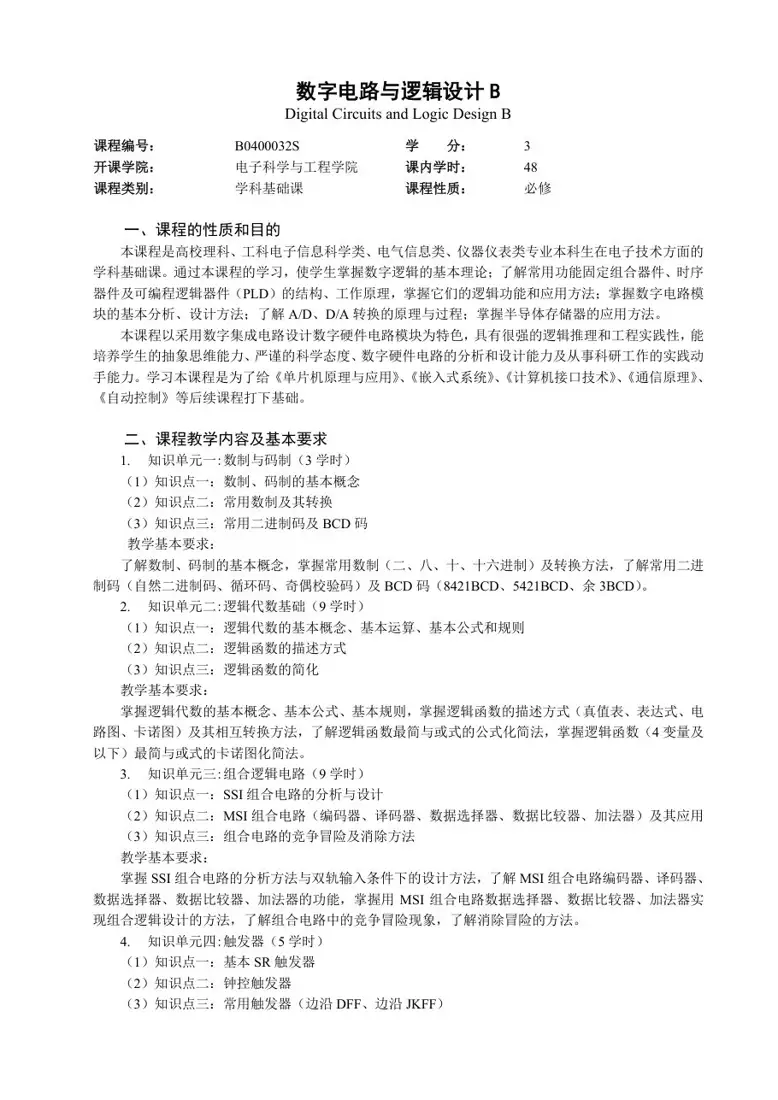 数字电路与逻辑设计 B
Digital Circuits and Logic Design B
课程编号： B0400032S 学 分： 3
开课学院： 电子科学与工程学院 课内学时： 48
课程类别： 学科基础课 课程性质： 必修
一、课程的性质和目的
本课程是高校理科、工科电子信息科学类、电气信息类、仪器仪表类专业本科生在电子技术方面的
学科基础课。通过本课程的学习，使学生掌握数字逻辑的基本理论；了解常用功能固定组合器件、时序
器件及可编程逻辑器件（PLD）的结构、工作原理，掌握它们的逻辑功能和应用方法；掌握数字电路模
块的基本分析、设计方法；了解 A/D、D/A 转换的原理与过程；掌握半导体存储器的应用方法。
本课程以采用数字集成电路设计数字硬件电路模块为特色，具有很强的逻辑推理和工程实践性，能
培养学生的抽象思维能力、严谨的科学态度、数字硬件电路的分析和设计能力及从事科研工作的实践动
手能力。学习本课程是为了给《单片机原理与应用》、《嵌入式系统》、《计算机接口技术》、《通信原理》、
《自动控制》等后续课程打下基础。
二、课程教学内容及基本要求
1. 知识单元一:数制与码制（3 学时）
（1）知识点一：数制、码制的基本概念
（2）知识点二：常用数制及其转换
（3）知识点三：常用二进制码及 BCD 码
教学基本要求：
了解数制、码制的基本概念，掌握常用数制（二、八、十、十六进制）及转换方法，了解常用二进
制码（自然二进制码、循环码、奇偶校验码）及 BCD 码（8421BCD、5421BCD、余 3BCD）。
2. 知识单元二:逻辑代数基础（9 学时）
（1）知识点一：逻辑代数的基本概念、基本运算、基本公式和规则
（2）知识点二：逻辑函数的描述方式
（3）知识点三：逻辑函数的简化
教学基本要求：
掌握逻辑代数的基本概念、基本公式、基本规则，掌握逻辑函数的描述方式（真值表、表达式、电
路图、卡诺图）及其相互转换方法，了解逻辑函数最简与或式的公式化简法，掌握逻辑函数（4 变量及
以下）最简与或式的卡诺图化简法。
3. 知识单元三:组合逻辑电路（9 学时）
（1）知识点一：SSI 组合电路的分析与设计
（2）知识点二：MSI 组合电路（编码器、译码器、数据选择器、数据比较器、加法器）及其应用
（3）知识点三：组合电路的竞争冒险及消除方法
教学基本要求：
掌握 SSI 组合电路的分析方法与双轨输入条件下的设计方法，了解 MSI 组合电路编码器、译码器、
数据选择器、数据比较器、加法器的功能，掌握用 MSI 组合电路数据选择器、数据比较器、加法器实
现组合逻辑设计的方法，了解组合电路中的竞争冒险现象，了解消除冒险的方法。
4. 知识单元四:触发器（5 学时）
（1）知识点一：基本 SR 触发器
（2）知识点二：钟控触发器
（3）知识点三：常用触发器（边沿 DFF、边沿 JKFF）